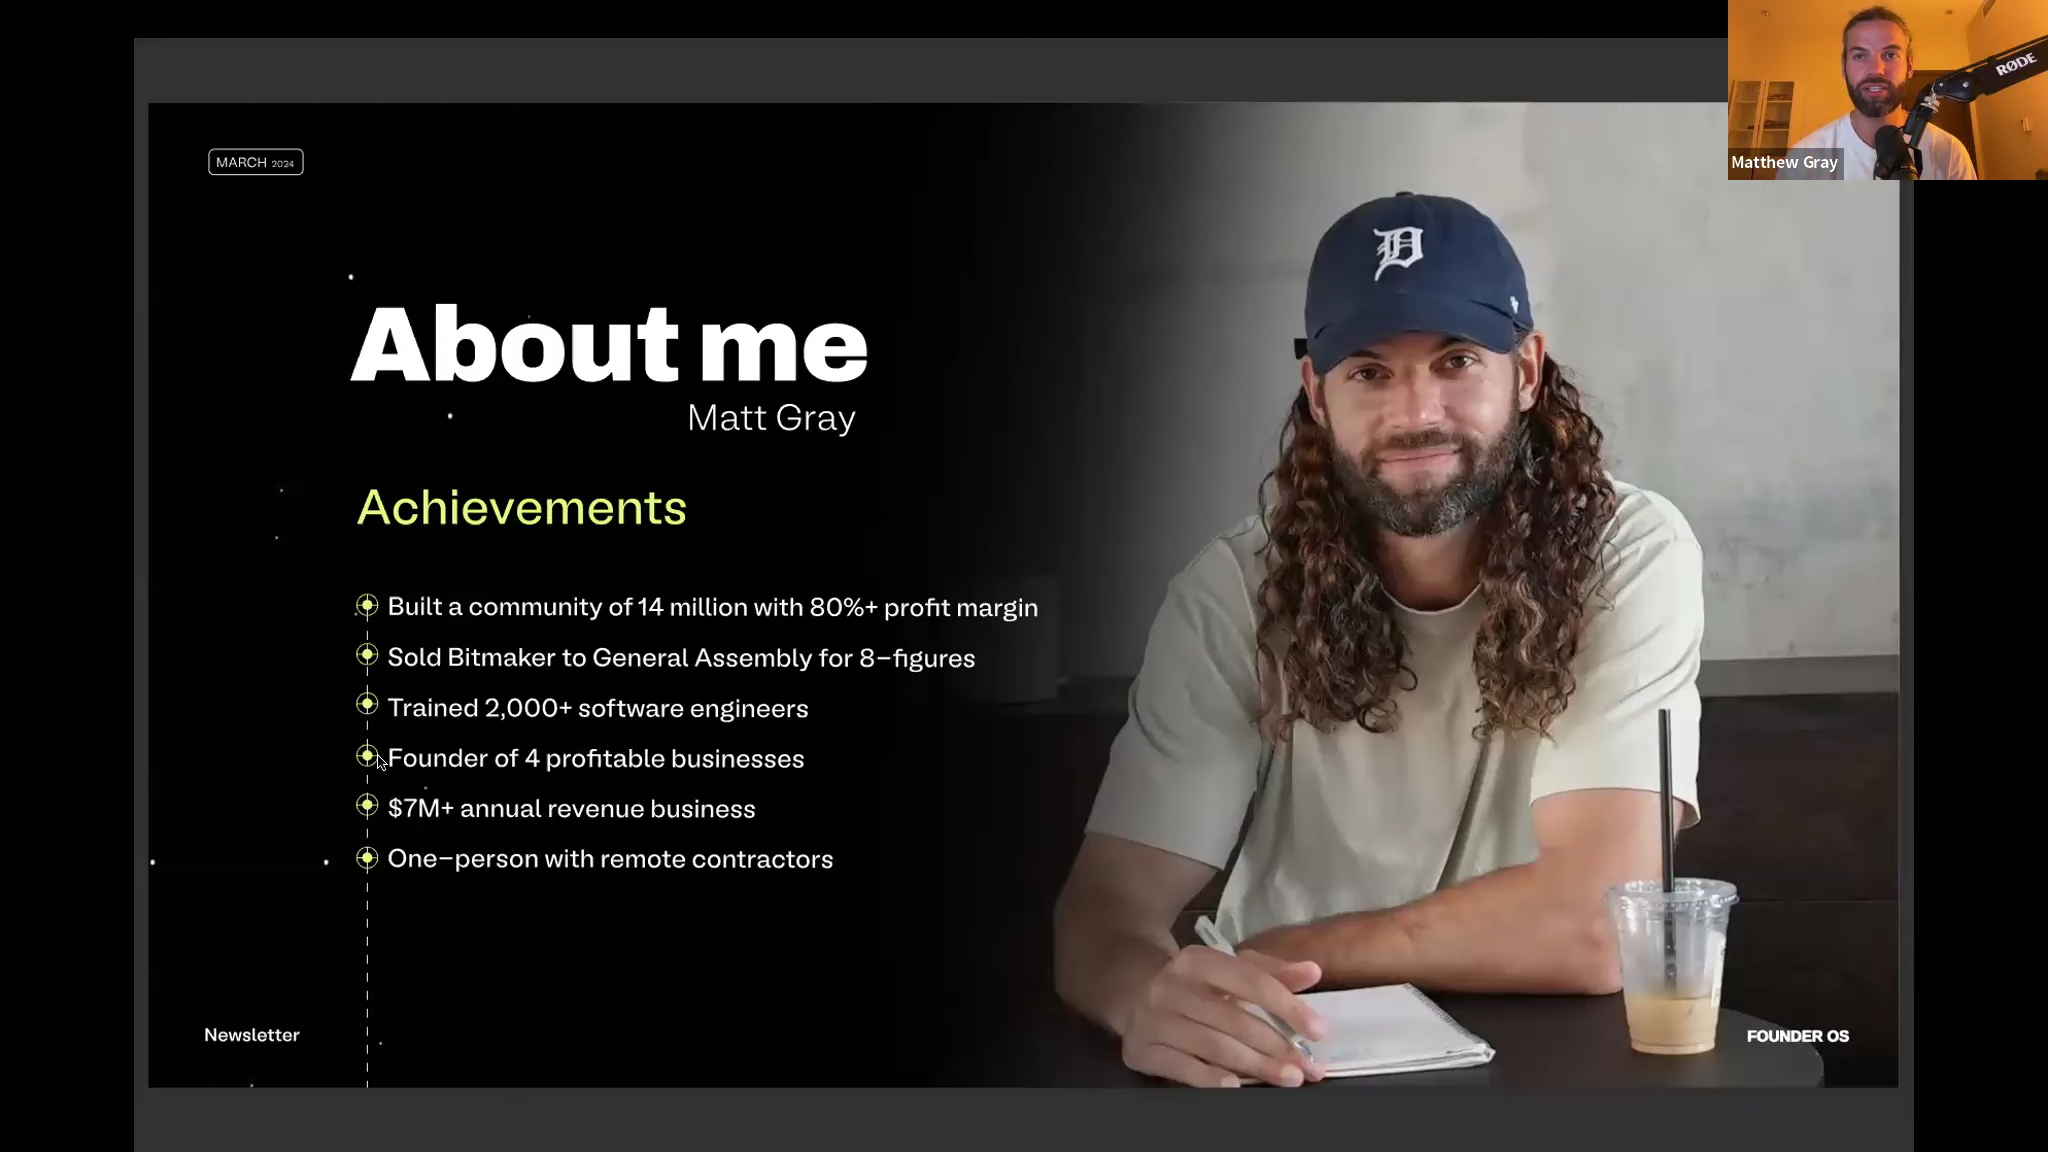 RØDE
Matthew Gray
MARCH 2024
D
About me
Matt Gray
Achievements
Built a community of 14 million with 80%+ profit margin
Sold Bitmaker to General Assembly for 8–figures
Trained 2,000+ software engineers
Founder of 4 profitable businesses
$7M+ annual revenue business
One–person with remote contractors
Newsletter
FOUNDER OS